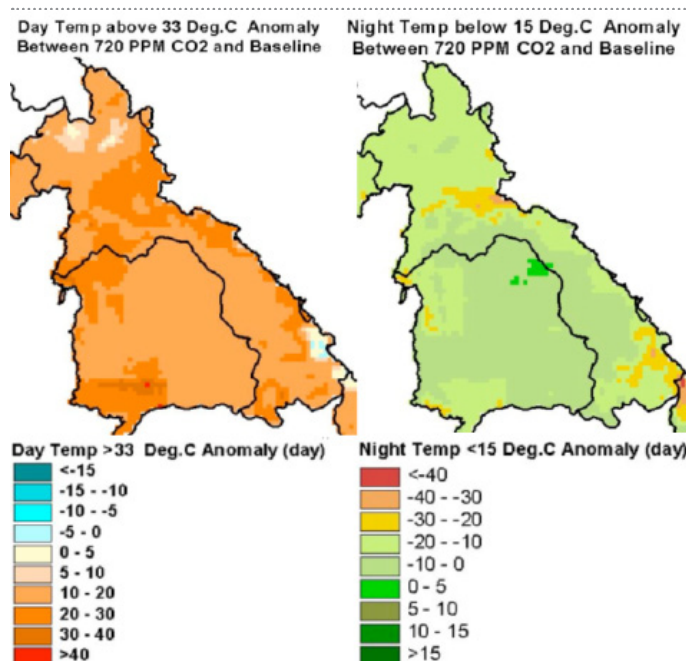 Day Temp above 33 Deg.C Anomaly
Between 720 PPM CO2 and Baseline
Night Temp below 15 Deg.C Anomaly
Between 720 PPM CO2 and Baseline
Day Temp >33 Deg.C Anomaly (day)
<-15
-15 - -10
-10 - -5
-5 - 0
0 - 5
5 - 10
10 - 20
20 - 30
30 - 40
>40
Night Temp <15 Deg.C Anomaly (day)
<-40
-40 - -30
-30 - -20
-20 - -10
-10 - 0
0 - 5
5 - 10
10 - 15
>15